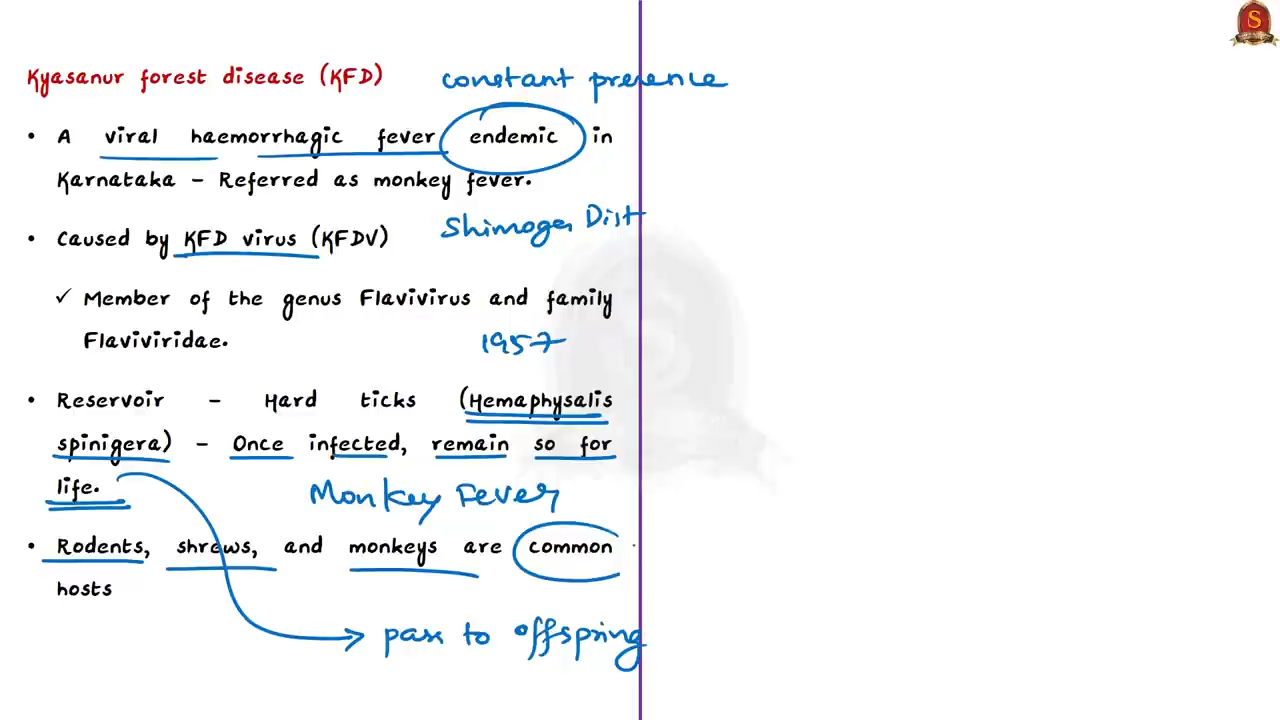 Kyasanur forest disease (KFD)
constant presence
• A viral haemorrhagic fever endemic in
Karnataka – Referred as monkey fever.
Shimoga Dist
• Caused by KFD virus (KFDV)
✓ Member of the genus Flavivirus and family
Flaviviridae.
1957
• Reservoir – Hard ticks (Hemaphysalis
spinigera) – Once infected, remain so for
life.
Monkey Fever
• Rodents, shrews, and monkeys are common
hosts
pass to offspring
S